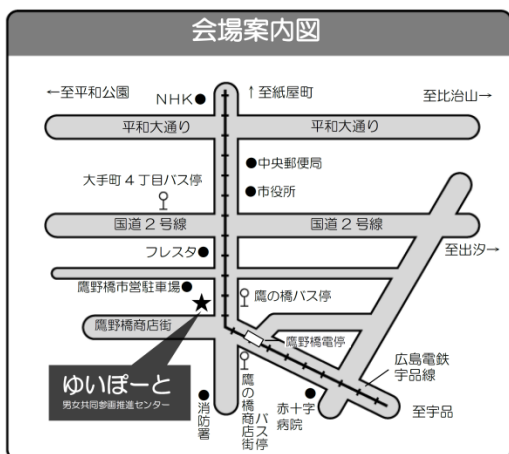 会場案内図
←至平和公園
NHK
↑至紙屋町
至比治山→
平和大通り
平和大通り
中央郵便局
大手町4丁目バス停
市役所
国道2号線
国道2号線
フレスタ
至出汐→
鷹野橋市営駐車場
鷹の橋バス停
鷹野橋商店街
鷹野橋電停
広島電鉄
宇品線
ゆいぽーと
男女共同参画推進センター
消防署
鷹の橋商店街
バス停
赤十字
病院
至宇品